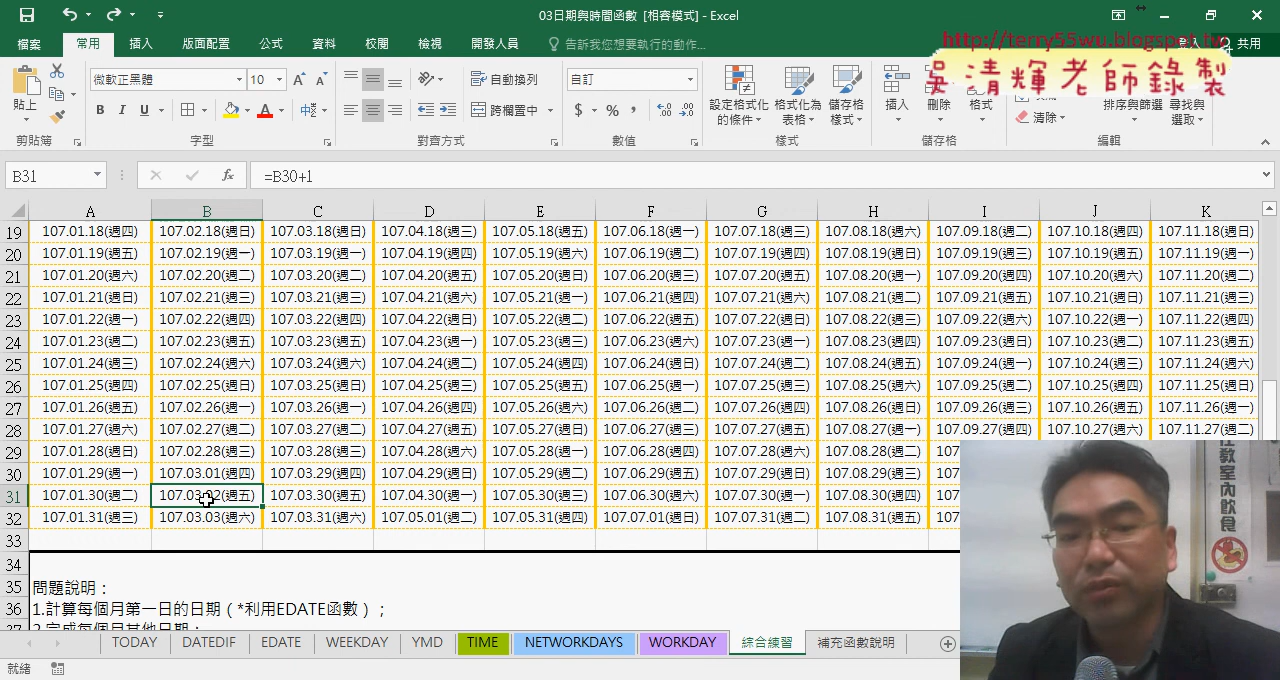 03日期與時間函數 [相容模式] - Excel
檔案 常用 插入 版面配置 公式 資料 校閱 檢視 開發人員 告訴我您想要執行的動作... 登入 共用
http://terry55wu.blogspot.tw
吳清輝老師錄製
微軟正黑體 10 自動換列 自訂
貼上 跨欄置中 設定格式化的條件 格式化為表格 儲存格樣式 插入 刪除 格式 清除 排序與篩選 尋找與選取
剪貼簿 字型 對齊方式 數值 樣式 儲存格 編輯
B31 =B30+1
A B C D E F G H I J K
19 107.01.18(週四) 107.02.18(週日) 107.03.18(週日) 107.04.18(週三) 107.05.18(週五) 107.06.18(週一) 107.07.18(週三) 107.08.18(週六) 107.09.18(週二) 107.10.18(週四) 107.11.18(週日)
20 107.01.19(週五) 107.02.19(週一) 107.03.19(週一) 107.04.19(週四) 107.05.19(週六) 107.06.19(週二) 107.07.19(週四) 107.08.19(週日) 107.09.19(週三) 107.10.19(週五) 107.11.19(週一)
21 107.01.20(週六) 107.02.20(週二) 107.03.20(週二) 107.04.20(週五) 107.05.20(週日) 107.06.20(週三) 107.07.20(週五) 107.08.20(週一) 107.09.20(週四) 107.10.20(週六) 107.11.20(週二)
22 107.01.21(週日) 107.02.21(週三) 107.03.21(週三) 107.04.21(週六) 107.05.21(週一) 107.06.21(週四) 107.07.21(週六) 107.08.21(週二) 107.09.21(週五) 107.10.21(週日) 107.11.21(週三)
23 107.01.22(週一) 107.02.22(週四) 107.03.22(週四) 107.04.22(週日) 107.05.22(週二) 107.06.22(週五) 107.07.22(週日) 107.08.22(週三) 107.09.22(週六) 107.10.22(週一) 107.11.22(週四)
24 107.01.23(週二) 107.02.23(週五) 107.03.23(週五) 107.04.23(週一) 107.05.23(週三) 107.06.23(週六) 107.07.23(週一) 107.08.23(週四) 107.09.23(週日) 107.10.23(週二) 107.11.23(週五)
25 107.01.24(週三) 107.02.24(週六) 107.03.24(週六) 107.04.24(週二) 107.05.24(週四) 107.06.24(週日) 107.07.24(週二) 107.08.24(週五) 107.09.24(週一) 107.10.24(週三) 107.11.24(週六)
26 107.01.25(週四) 107.02.25(週日) 107.03.25(週日) 107.04.25(週三) 107.05.25(週五) 107.06.25(週一) 107.07.25(週三) 107.08.25(週六) 107.09.25(週二) 107.10.25(週四) 107.11.25(週日)
27 107.01.26(週五) 107.02.26(週一) 107.03.26(週一) 107.04.26(週四) 107.05.26(週六) 107.06.26(週二) 107.07.26(週四) 107.08.26(週日) 107.09.26(週三) 107.10.26(週五) 107.11.26(週一)
28 107.01.27(週六) 107.02.27(週二) 107.03.27(週二) 107.04.27(週五) 107.05.27(週日) 107.06.27(週三) 107.07.27(週五) 107.08.27(週一) 107.09.27(週四) 107.10.27(週六) 107.11.27(週二)
29 107.01.28(週日) 107.02.28(週三) 107.03.28(週三) 107.04.28(週六) 107.05.28(週一) 107.06.28(週四) 107.07.28(週六) 107.08.28(週二)
30 107.01.29(週一) 107.03.01(週四) 107.03.29(週四) 107.04.29(週日) 107.05.29(週二) 107.06.29(週五) 107.07.29(週日) 107.08.29(週三)
31 107.01.30(週二) 107.03.02(週五) 107.03.30(週五) 107.04.30(週一) 107.05.30(週三) 107.06.30(週六) 107.07.30(週一) 107.08.30(週四)
32 107.01.31(週三) 107.03.03(週六) 107.03.31(週六) 107.05.01(週二) 107.05.31(週四) 107.07.01(週日) 107.07.31(週二) 107.08.31(週五)
33
34
35 問題說明：
36 1.計算每個月第一日的日期（*利用EDATE函數）；
2.完成每個月其他日期；
教室內飲食
TODAY DATEDIF EDATE WEEKDAY YMD TIME NETWORKDAYS WORKDAY 綜合練習 補充函數說明
就緒